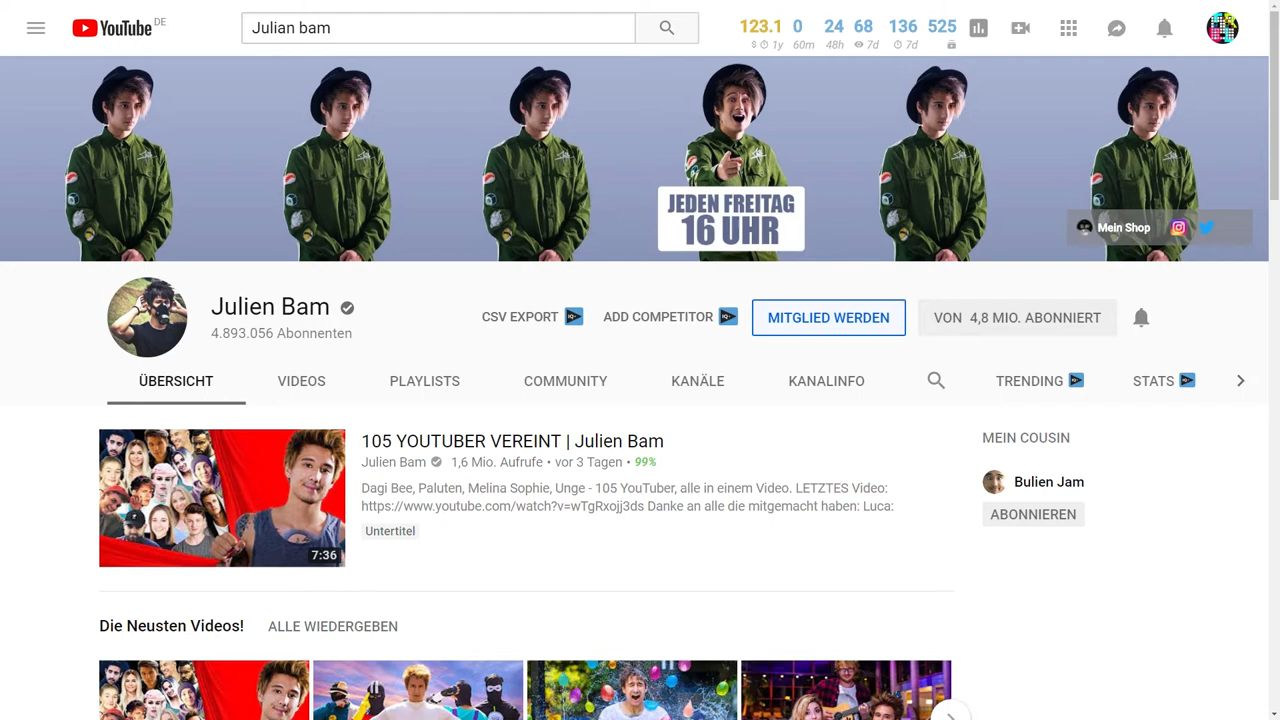 YouTube DE
Julian bam
123.1 0 24 68 136 525
$ 1y 60m 48h 7d 7d
JEDEN FREITAG
16 UHR
Mein Shop
Julien Bam
4.893.056 Abonnenten
CSV EXPORT IQ
ADD COMPETITOR IQ
MITGLIED WERDEN
VON 4,8 MIO. ABONNIERT
ÜBERSICHT VIDEOS PLAYLISTS COMMUNITY KANÄLE KANALINFO TRENDING IQ STATS IQ
105 YOUTUBER VEREINT | Julien Bam
Julien Bam 1,6 Mio. Aufrufe • vor 3 Tagen • 99%
Dagi Bee, Paluten, Melina Sophie, Unge - 105 YouTuber, alle in einem Video. LETZTES Video:
https://www.youtube.com/watch?v=wTgRxojj3ds Danke an alle die mitgemacht haben: Luca:
Untertitel
7:36
MEIN COUSIN
Bulien Jam
ABONNIEREN
Die Neusten Videos! ALLE WIEDERGEBEN